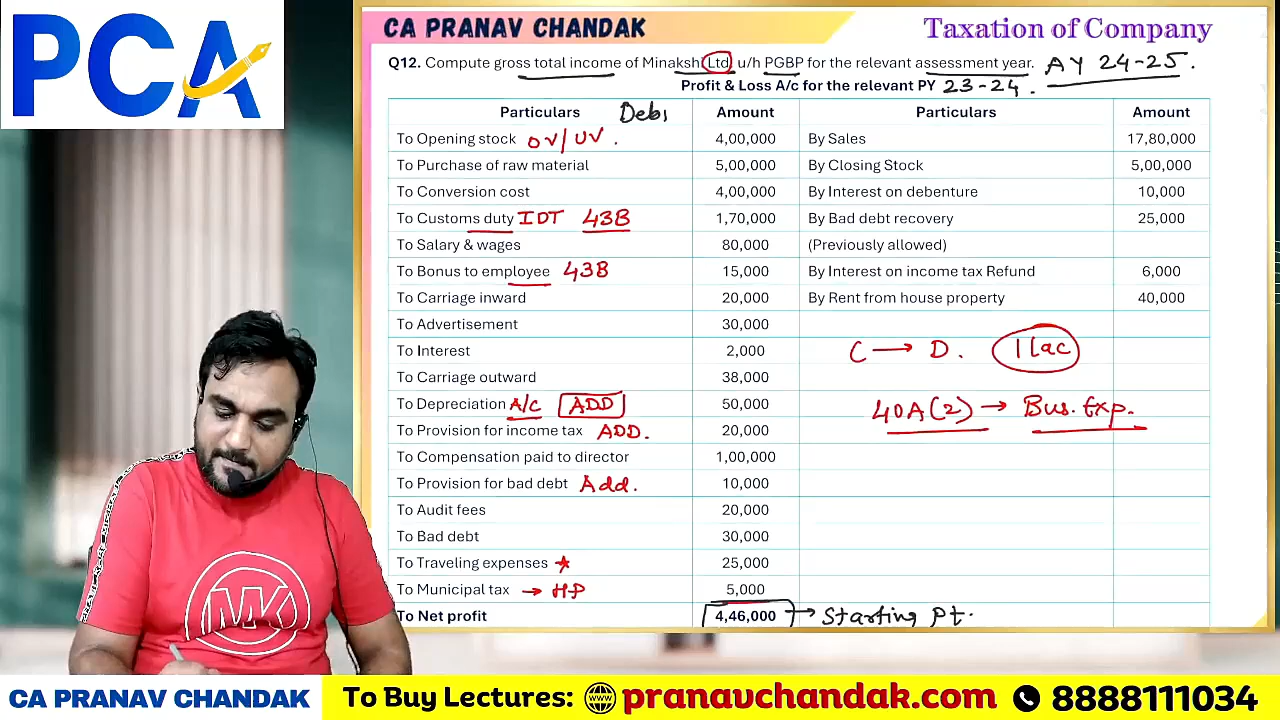 PCA
CA PRANAV CHANDAK
Taxation of Company
Q12. Compute gross total income of Minakshi Ltd u/h PGBP for the relevant assessment year. AY 24-25.
Profit & Loss A/c for the relevant PY 23-24.
Particulars Deb Amount Particulars Amount
To Opening stock OV/UV. 4,00,000 By Sales 17,80,000
To Purchase of raw material 5,00,000 By Closing Stock 5,00,000
To Conversion cost 4,00,000 By Interest on debenture 10,000
To Customs duty IDT 43B 1,70,000 By Bad debt recovery 25,000
To Salary & wages 80,000 (Previously allowed)
To Bonus to employee 43B 15,000 By Interest on income tax Refund 6,000
To Carriage inward 20,000 By Rent from house property 40,000
To Advertisement 30,000
To Interest 2,000 C → D. 1 lac
To Carriage outward 38,000
To Depreciation A/C ADD 50,000 40A(2) → Bus. Exp.
To Provision for income tax ADD. 20,000
To Compensation paid to director 1,00,000
To Provision for bad debt Add. 10,000
To Audit fees 20,000
To Bad debt 30,000
To Traveling expenses ★ 25,000
To Municipal tax → HP 5,000
To Net profit 4,46,000 → Starting Pt.
MK
CA PRANAV CHANDAK
To Buy Lectures: pranavchandak.com 8888111034